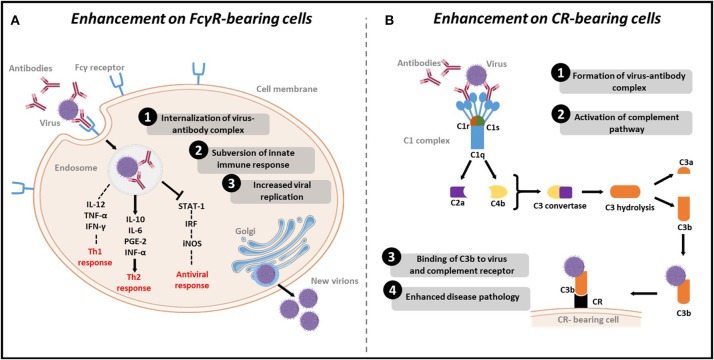 A
Enhancement on FcγR-bearing cells
Antibodies
Fcγ receptor
Virus
Cell membrane
1
Internalization of virus-
antibody complex
2
Subversion of innate
immune response
3
Increased viral
replication
Endosome
IL-12
TNF-α
IFN-γ
Th1
response
IL-10
IL-6
PGE-2
INF-α
Th2
response
STAT-1
IRF
iNOS
Antiviral
response
Golgi
New virions
B
Enhancement on CR-bearing cells
Antibodies
Virus
C1r
C1s
C1 complex
C1q
1
Formation of virus-antibody
complex
2
Activation of complement
pathway
C2a
C4b
C3 convertase
C3 hydrolysis
C3a
C3b
3
Binding of C3b to virus
and complement receptor
4
Enhanced disease pathology
C3b
CR
C3b
CR- bearing cell